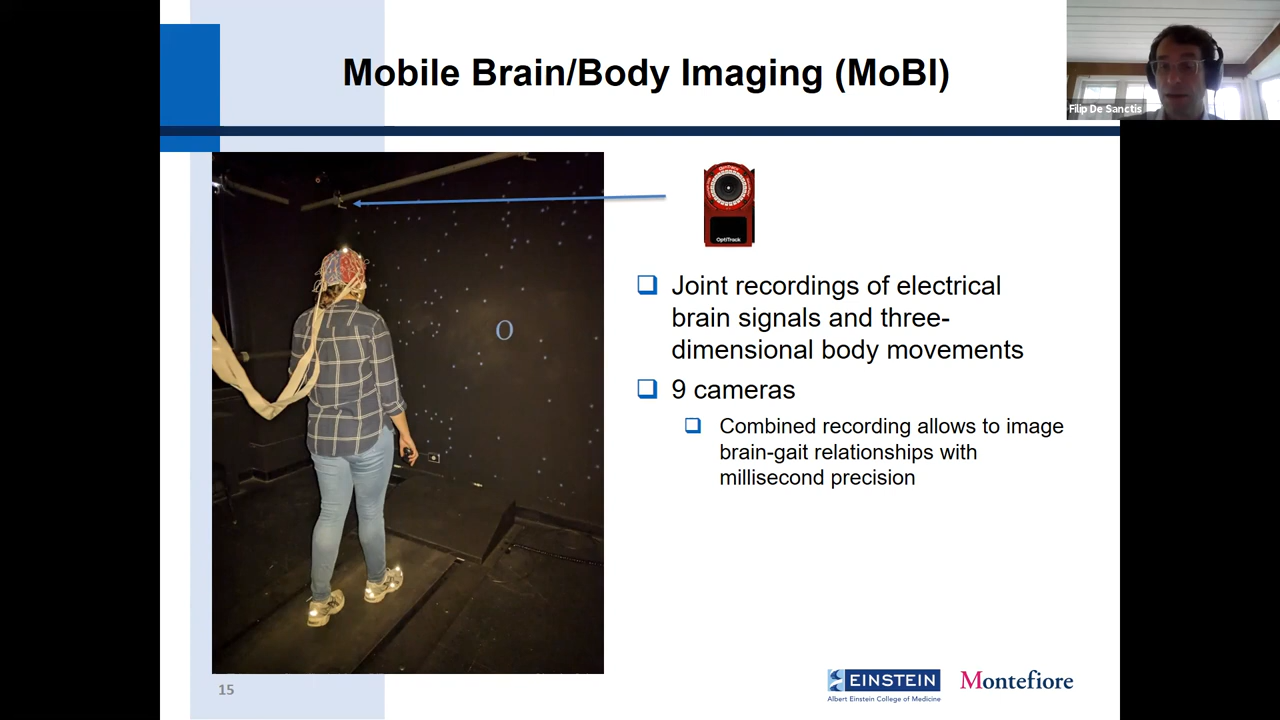 Mobile Brain/Body Imaging (MoBI)
Filip De Sanctis
OptiTrack
OptiTrack
O
Joint recordings of electrical
brain signals and three-
dimensional body movements
9 cameras
Combined recording allows to image
brain-gait relationships with
millisecond precision
15
EINSTEIN
Albert Einstein College of Medicine
Montefiore